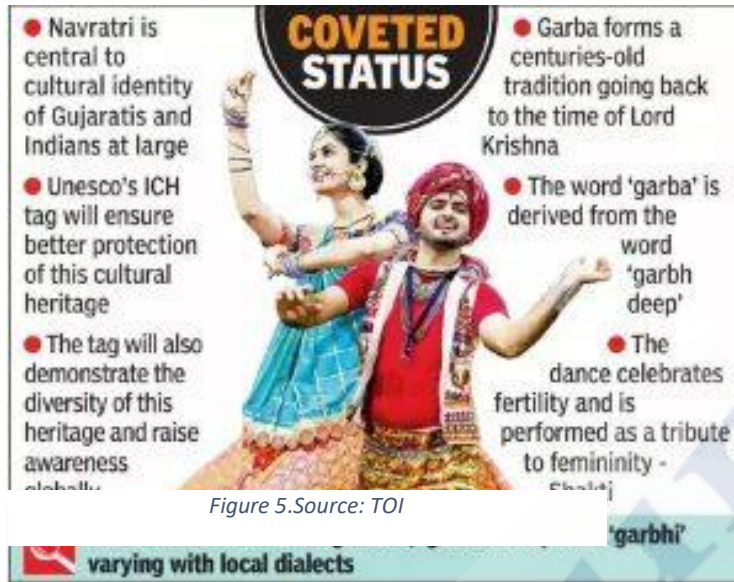 COVETED
STATUS
● Navratri is
central to
cultural identity
of Gujaratis and
Indians at large
● Unesco's ICH
tag will ensure
better protection
of this cultural
heritage
● The tag will also
demonstrate the
diversity of this
heritage and raise
awareness
globally
● Garba forms a
centuries-old
tradition going back
to the time of Lord
Krishna
● The word 'garba' is
derived from the
word
'garbh
deep'
● The
dance celebrates
fertility and is
performed as a tribute
to femininity -
Shakti
Figure 5.Source: TOI
'garbhi'
varying with local dialects